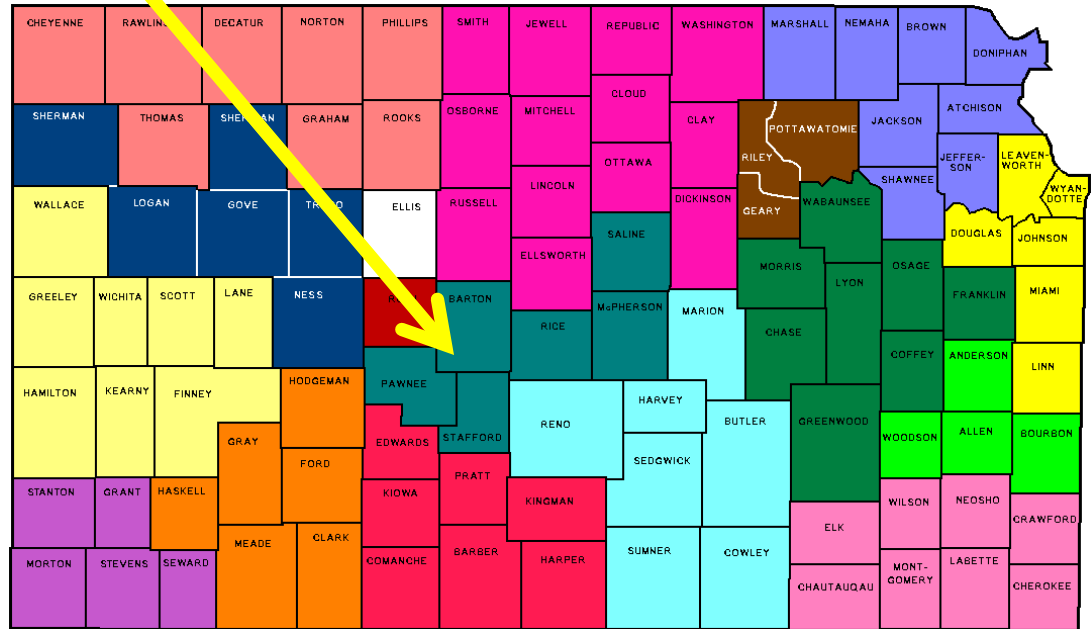 CHEYENNE
DECATUR
NORTON
PHILLIPS
SMITH
JEWELL
REPUBLIC
WASHINGTON
MARSHALL
NEMAHA
BROWN
DONIPHAN
SHERMAN
THOMAS
GRAHAM
ROOKS
OSBORNE
MITCHELL
CLOUD
CLAY
RILEY
POTTAWATOMIE
JACKSON
ATCHISON
OTTAWA
JEFFER-
SON
LEAVEN-
WORTH
WYAN-
DOTTE
SHAWNEE
WALLACE
LOGAN
GOVE
ELLIS
RUSSELL
LINCOLN
DICKINSON
GEARY
WABAUNSEE
DOUGLAS
JOHNSON
SALINE
ELLSWORTH
MORRIS
OSAGE
LYON
GREELEY
WICHITA
SCOTT
LANE
NESS
BARTON
RICE
McPHERSON
MARION
CHASE
FRANKLIN
MIAMI
COFFEY
ANDERSON
LINN
HAMILTON
KEARNY
FINNEY
HODGEMAN
PAWNEE
STAFFORD
EDWARDS
RENO
HARVEY
BUTLER
GREENWOOD
WOODSON
ALLEN
BOURBON
GRAY
FORD
SEDGWICK
PRATT
KIOWA
KINGMAN
STANTON
GRANT
HASKELL
ELK
WILSON
NEOSHO
CRAWFORD
MORTON
STEVENS
SEWARD
MEADE
CLARK
COMANCHE
BARBER
HARPER
SUMNER
COWLEY
CHAUTAUQAU
MONT-
GOMERY
LABETTE
CHEROKEE